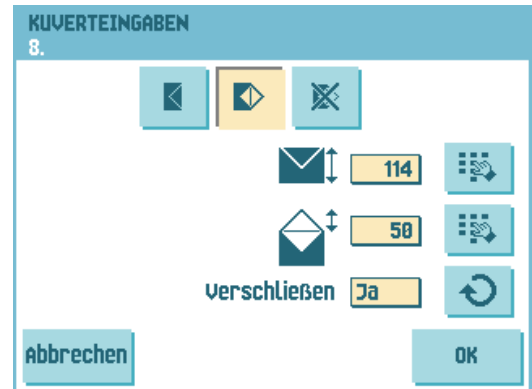 KUVERTEINGABEN
8.
114
50
Verschließen Ja
Abbrechen OK